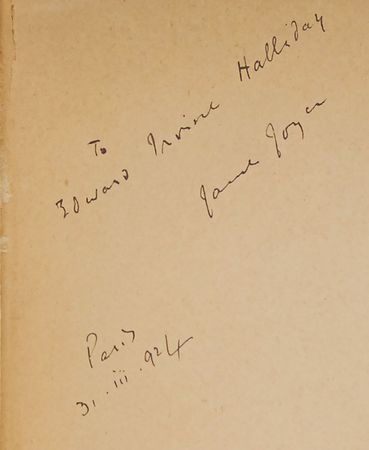 To
Edward Irvine Halliday
James Joyce
Paris
31.iii.924